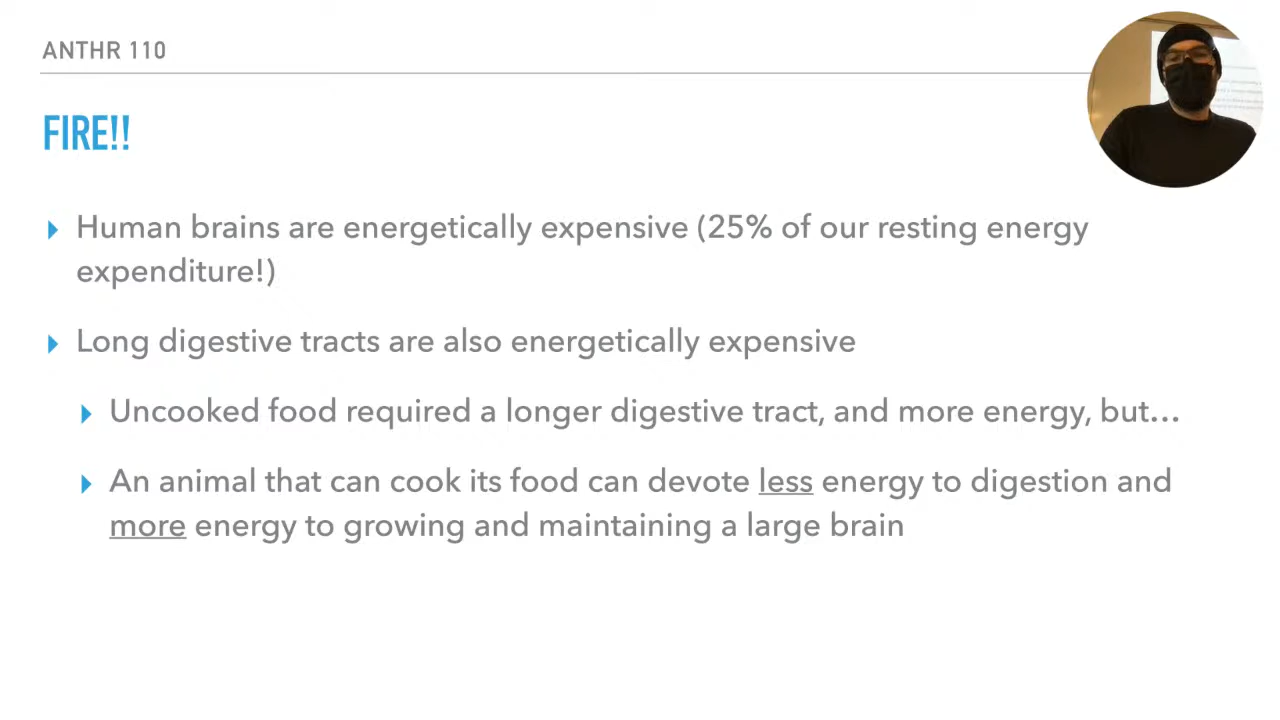 ANTHR 110
FIRE!!
Human brains are energetically expensive (25% of our resting energy
expenditure!)
Long digestive tracts are also energetically expensive
Uncooked food required a longer digestive tract, and more energy, but…
An animal that can cook its food can devote less energy to digestion and
more energy to growing and maintaining a large brain